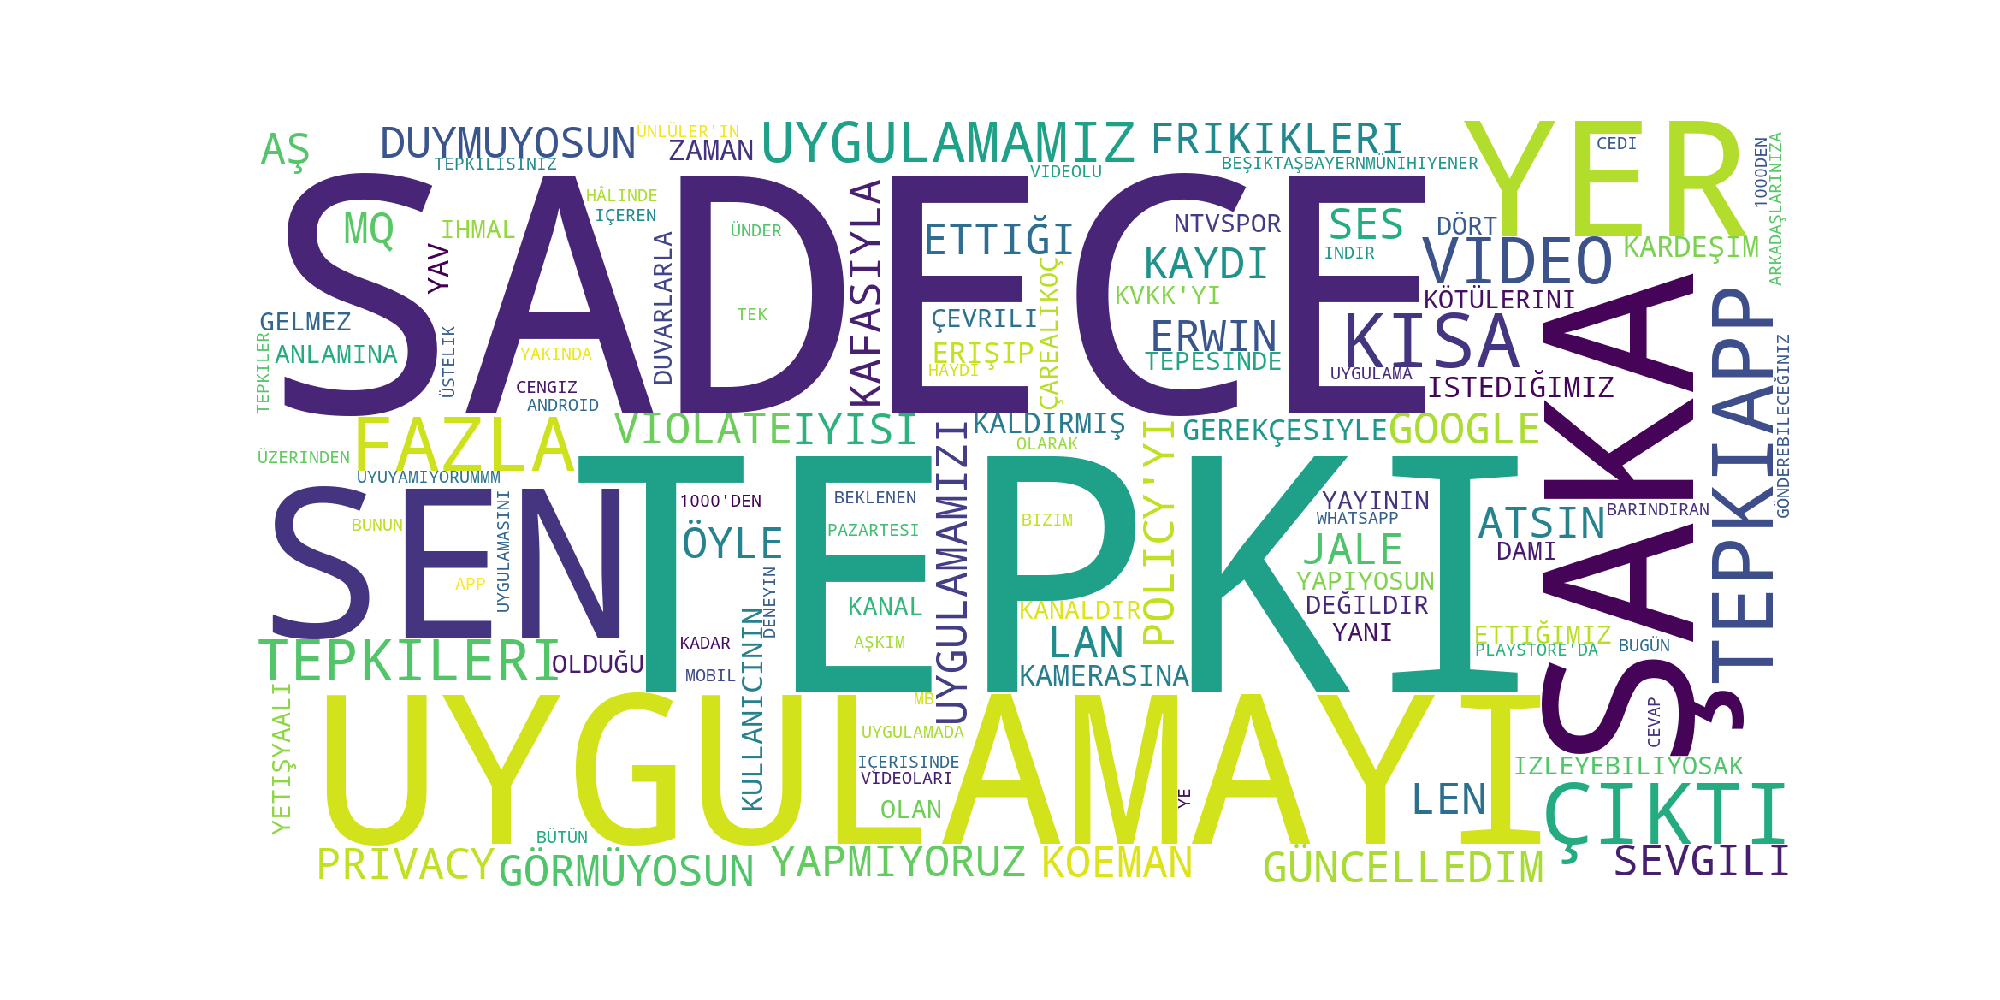 SADECE
TEPKI
UYGULAMAYI
SEN
YER
ŞAKA
TEPKIAPP
FAZLA
VIDEO
KISA
ÇIKTI
TEPKILERI
UYGULAMAMIZ
AŞ
DUYMUYOSUN
ÜNLÜLER'IN
ZAMAN
TEPKILISINIZ
FRIKIKLERI
VIDEOLU
BEŞIKTAŞBAYERNMÜNIHIYENER
CEDI
1000DEN
ARKADAŞLARINIZA
MQ
IHMAL
YAV
HÂLINDE
IÇEREN
DUVARLARLA
ÜNDER
TEK
KAFASIYLA
ETTIĞI
KAYDI
NTVSPOR
SES
INDIR
DÖRT
KARDEŞIM
KVKK'YI
KÖTÜLERINI
GELMEZ
ANLAMINA
TEPKILER
ÜSTELIK
YAKINDA
CENGIZ
ANDROID
ÇEVRILI
ERIŞIP
HAYDI
ÇAREALIKOÇ
ERWIN
TEPESINDE
UYGULAMA
ISTEDIĞIMIZ
VIOLATE
IYISI
KALDIRMIŞ
OLARAK
GEREKÇESIYLE
GOOGLE
ÜZERINDEN
UYUYAMIYORUMMM
BUNUN
APP
UYGULAMASINI
1000'DEN
ÖYLE
BEKLENEN
PAZARTESI
UYGULAMAMIZI
BIZIM
POLICY'YI
YAYININ
WHATSAPP
JALE
ATSIN
DAMI
BARINDIRAN
GÖNDEREBILECEĞINIZ
YAPIYOSUN
DEĞILDIR
YANI
DENEYIN
KANAL
AŞKIM
KANALDIR
LAN
KAMERASINA
ETTIĞIMIZ
PLAYSTORE'DA
BUGÜN
OLDUĞU
KADAR
MOBIL
KULLANICININ
MB
UYGULAMADA
IÇERISINDE
VIDEOLARI
OLAN
YE
CEVAP
IZLEYEBILIYOSAK
LEN
YETIŞYAALI
BÜTÜN
PRIVACY
GÖRMÜYOSUN
YAPMIYORUZ
KOEMAN
GÜNCELLEDIM
SEVGILI